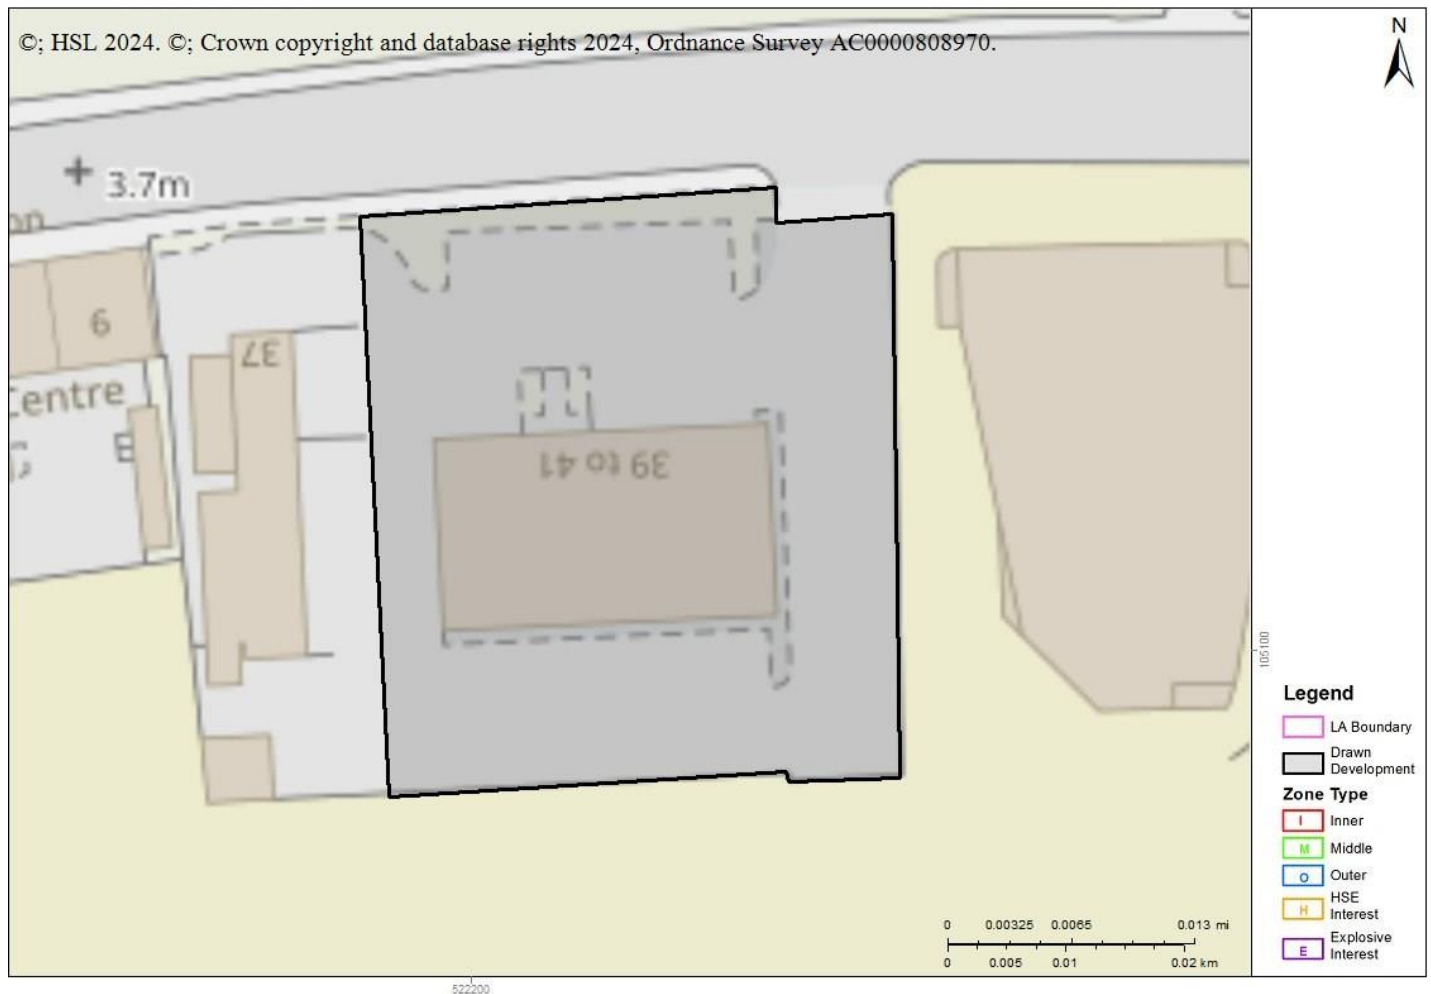 ©; HSL 2024. ©; Crown copyright and database rights 2024, Ordnance Survey AC0000808970.
N
3.7m
on
6
37
Centre
39 to 41
105100
Legend
LA Boundary
Drawn
Development
Zone Type
I Inner
M Middle
O Outer
HSE
H Interest
Explosive
E Interest
0 0.00325 0.0065 0.013 mi
0 0.005 0.01 0.02 km
522200